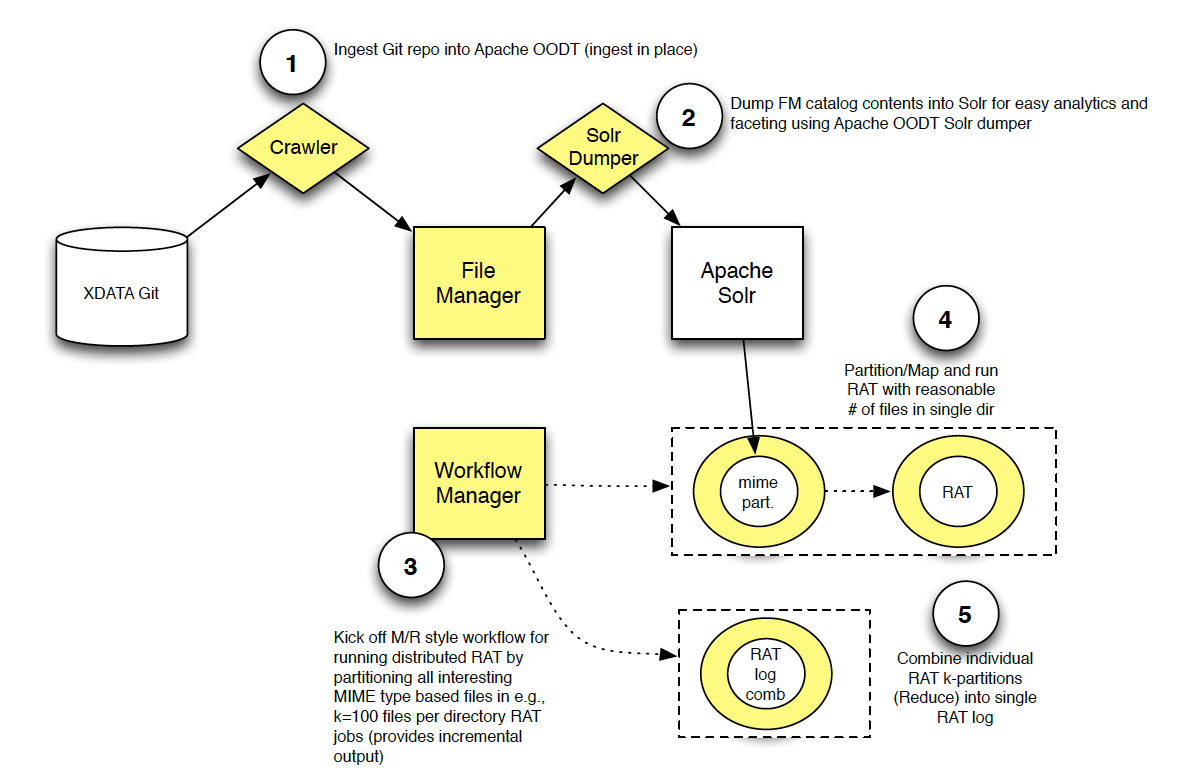 1
Ingest Git repo into Apache OODT (ingest in place)
Crawler
Solr
Dumper
2
Dump FM catalog contents into Solr for easy analytics and
faceting using Apache OODT Solr dumper
XDATA Git
File
Manager
Apache
Solr
4
Partition/Map and run
RAT with reasonable
# of files in single dir
Workflow
Manager
mime
part.
RAT
3
Kick off M/R style workflow for
running distributed RAT by
partitioning all interesting
MIME type based files in e.g.,
k=100 files per directory RAT
jobs (provides incremental
output)
RAT
log
comb
5
Combine individual
RAT k-partitions
(Reduce) into single
RAT log